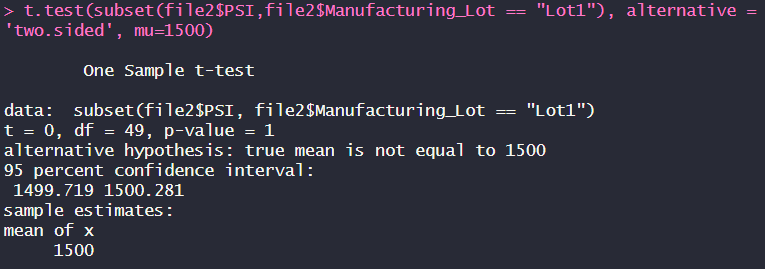 > t.test(subset(file2$PSI,file2$Manufacturing_Lot == "Lot1"), alternative =
'two.sided', mu=1500)
One Sample t-test
data:  subset(file2$PSI, file2$Manufacturing_Lot == "Lot1")
t = 0, df = 49, p-value = 1
alternative hypothesis: true mean is not equal to 1500
95 percent confidence interval:
1499.719 1500.281
sample estimates:
mean of x
1500